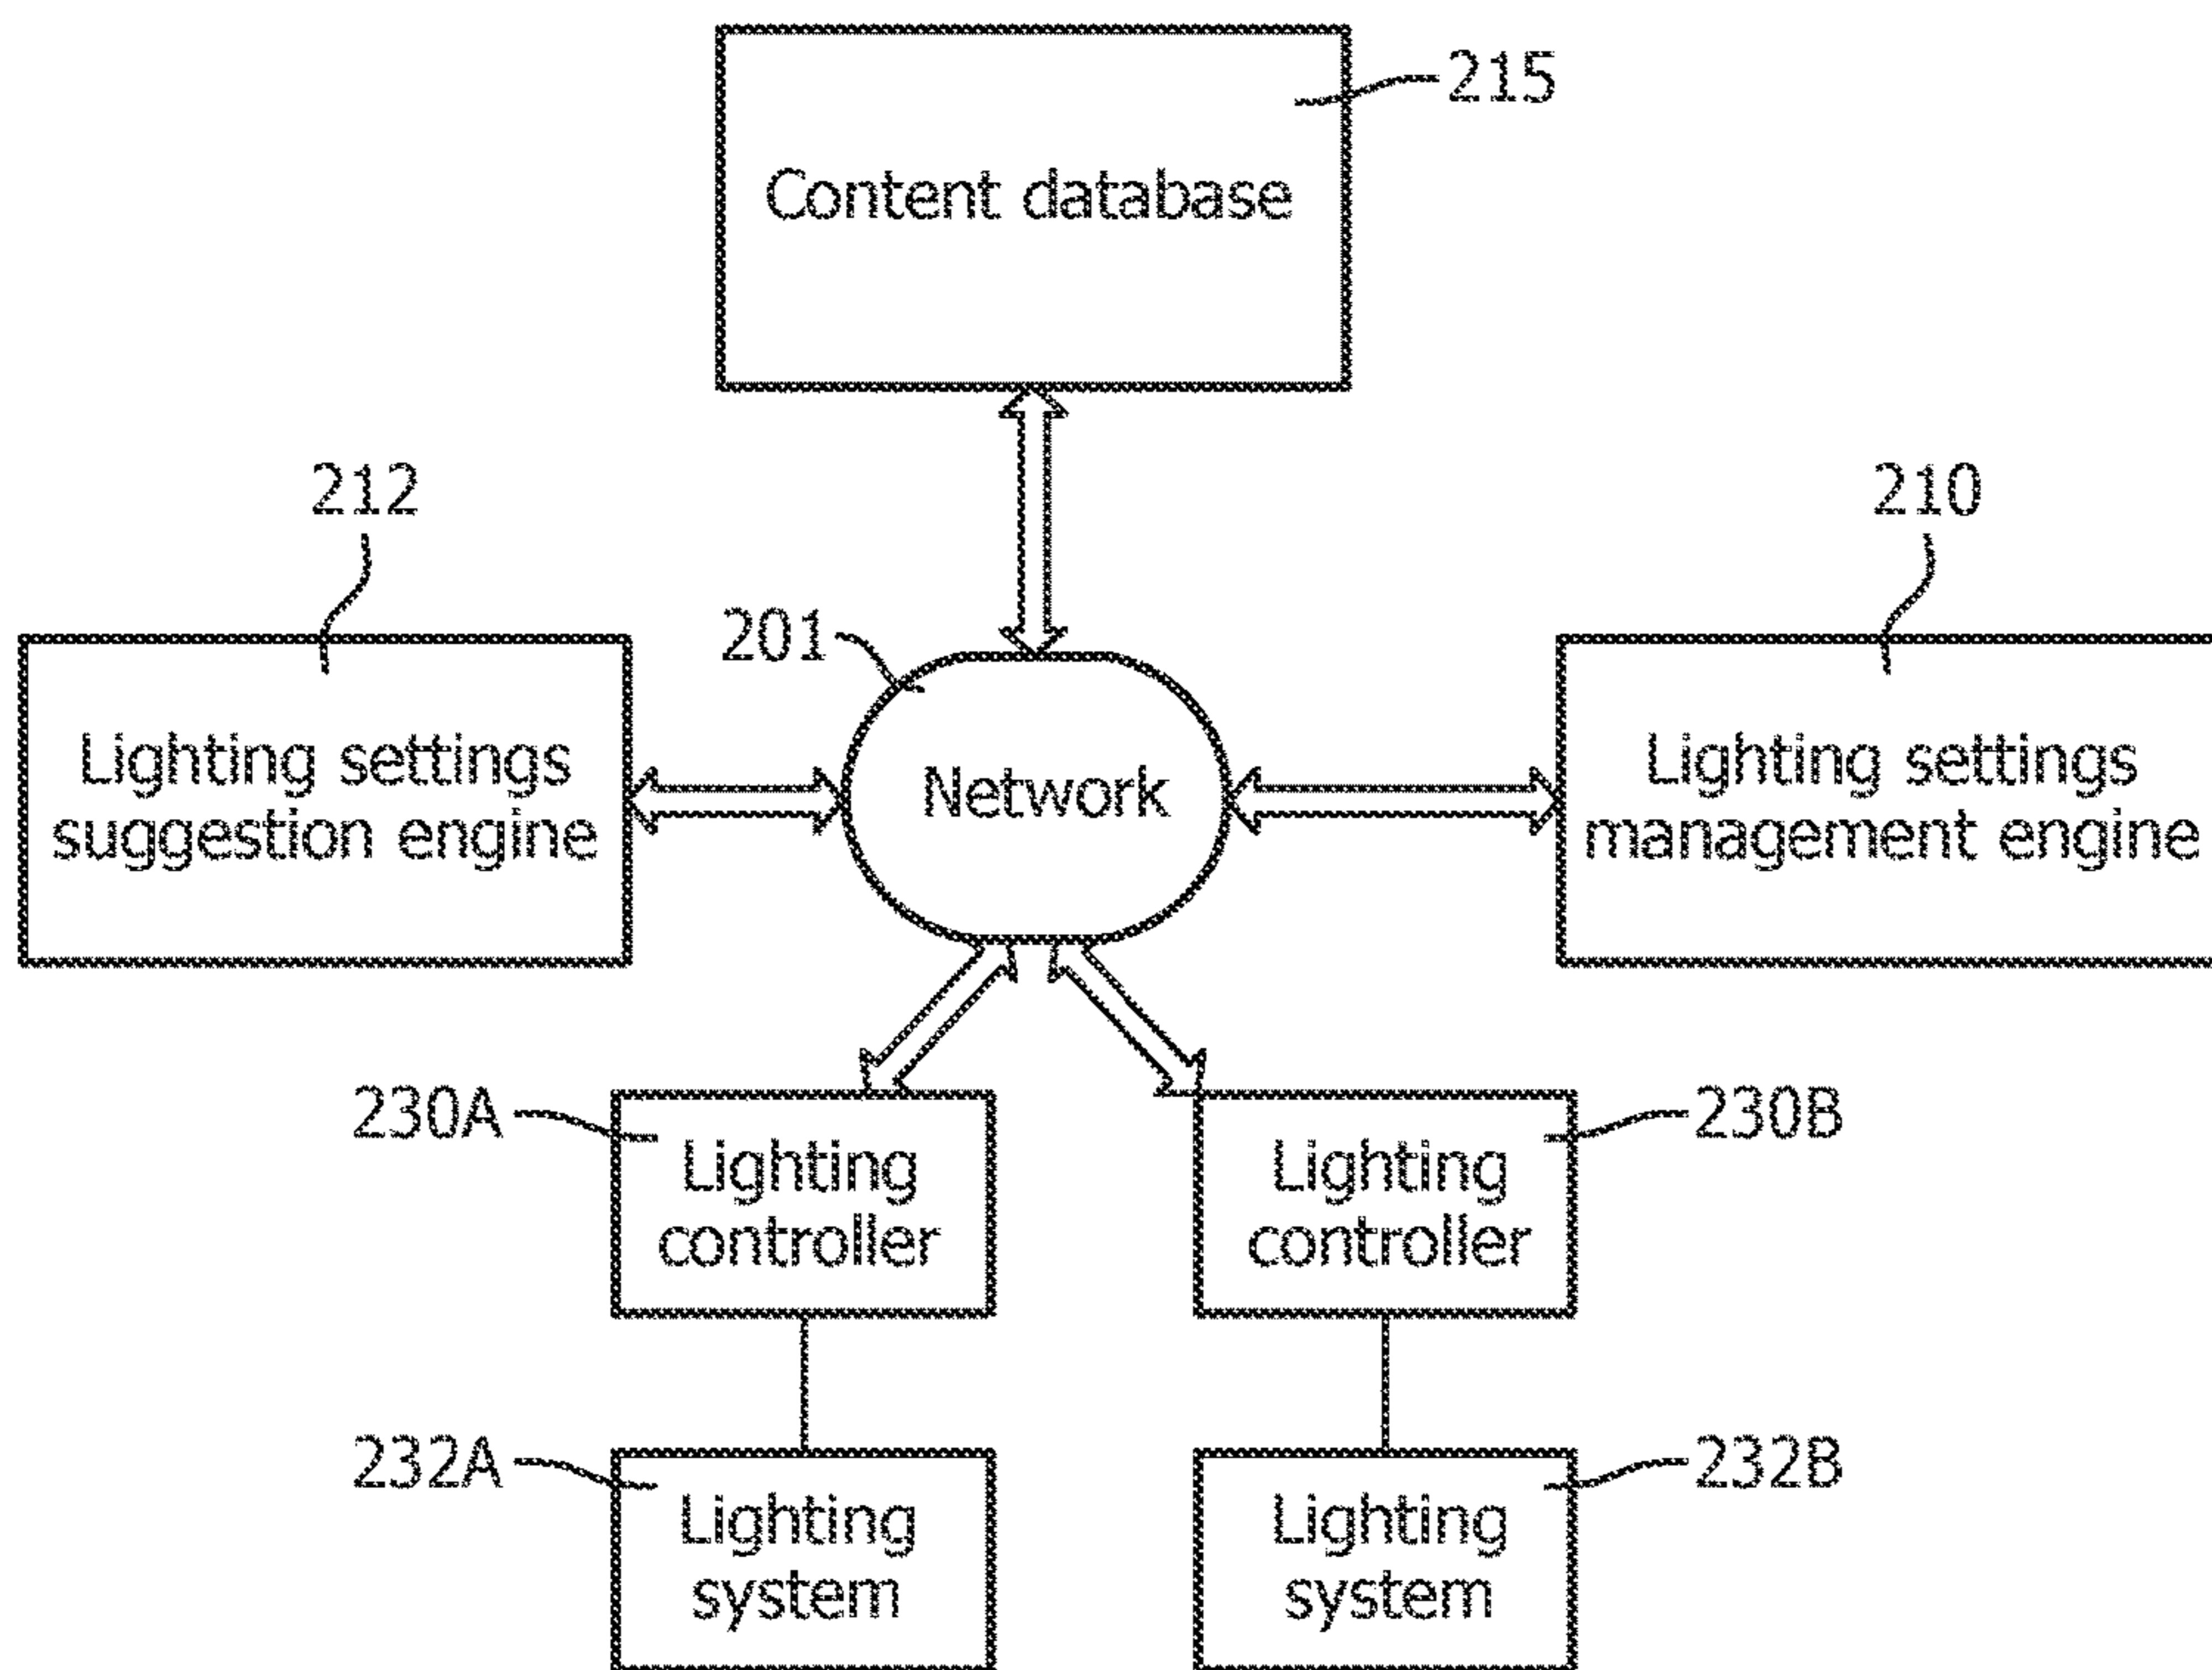 215
Content database
212
210
201
Lighting settings
suggestion engine
Network
Lighting settings
management engine
230A
Lighting
controller
Lighting
controller
230B
232A
Lighting
system
Lighting
system
232B